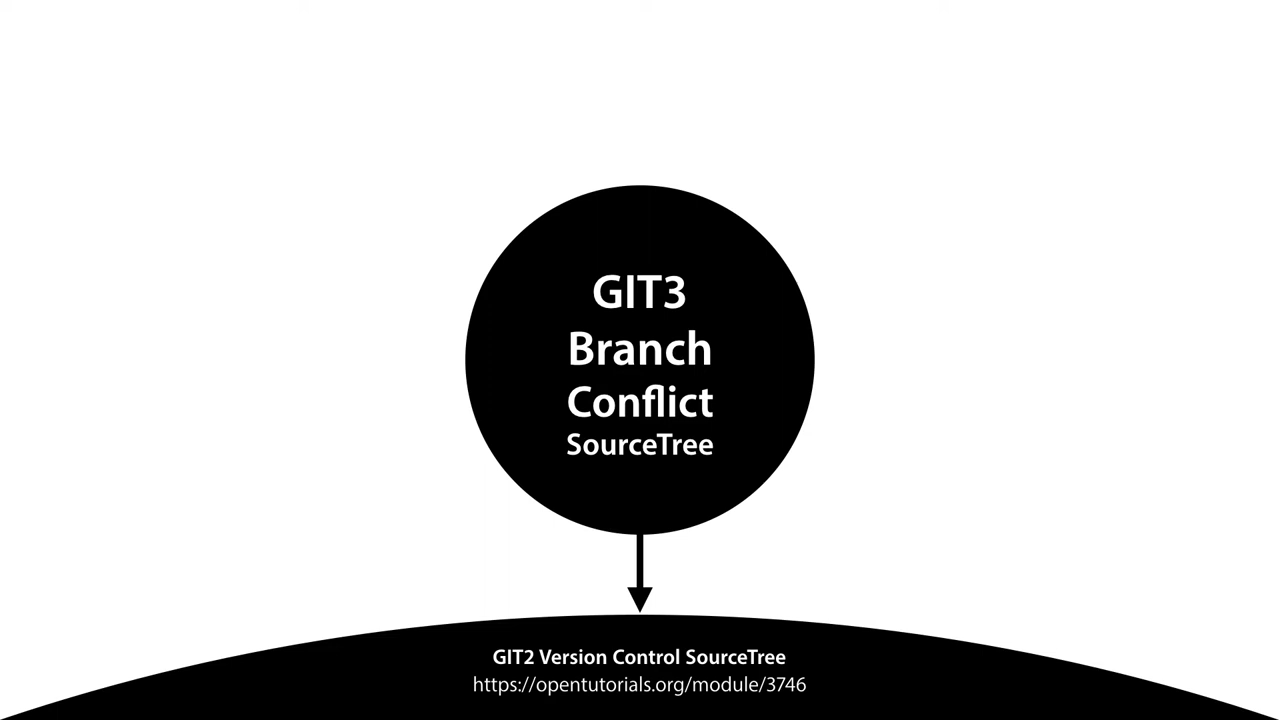 GIT3
Branch
Conflict
SourceTree
GIT2 Version Control SourceTree
https://opentutorials.org/module/3746